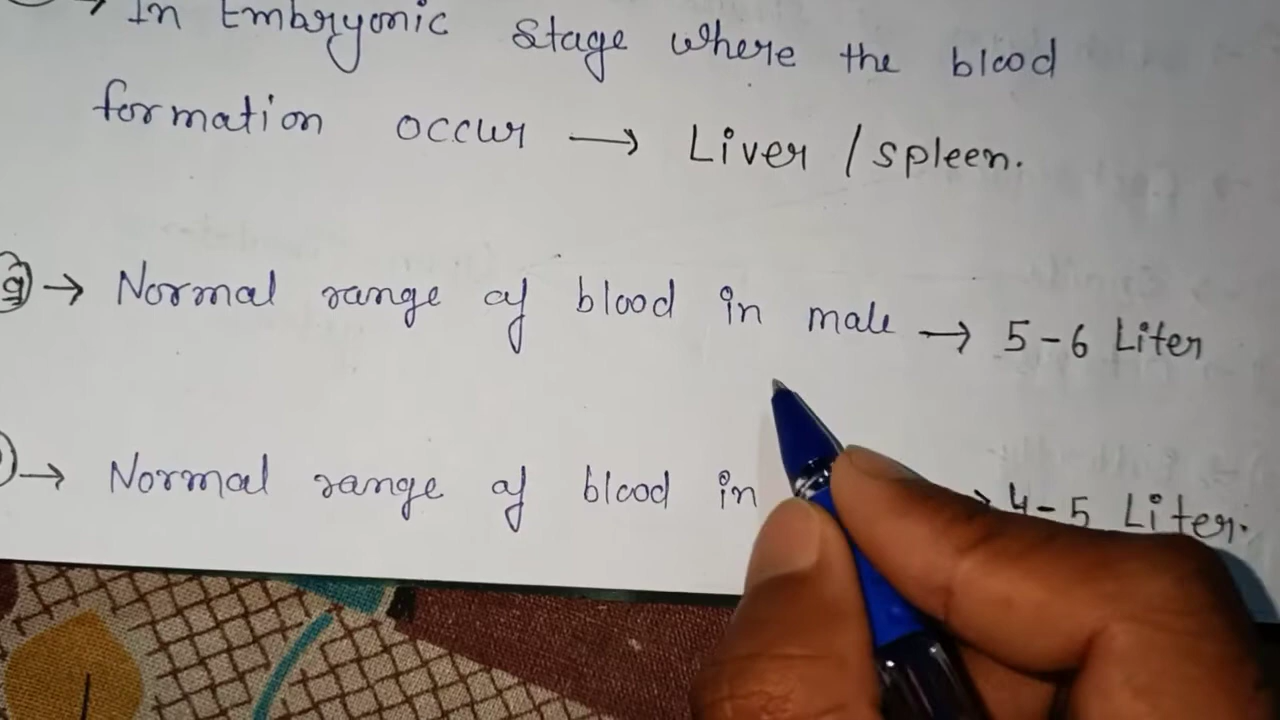 → In Embryonic stage where the blood
formation occur → Liver / spleen.
9 → Normal range of blood in male → 5-6 Liter
→ Normal range of blood in → 4-5 Liter.